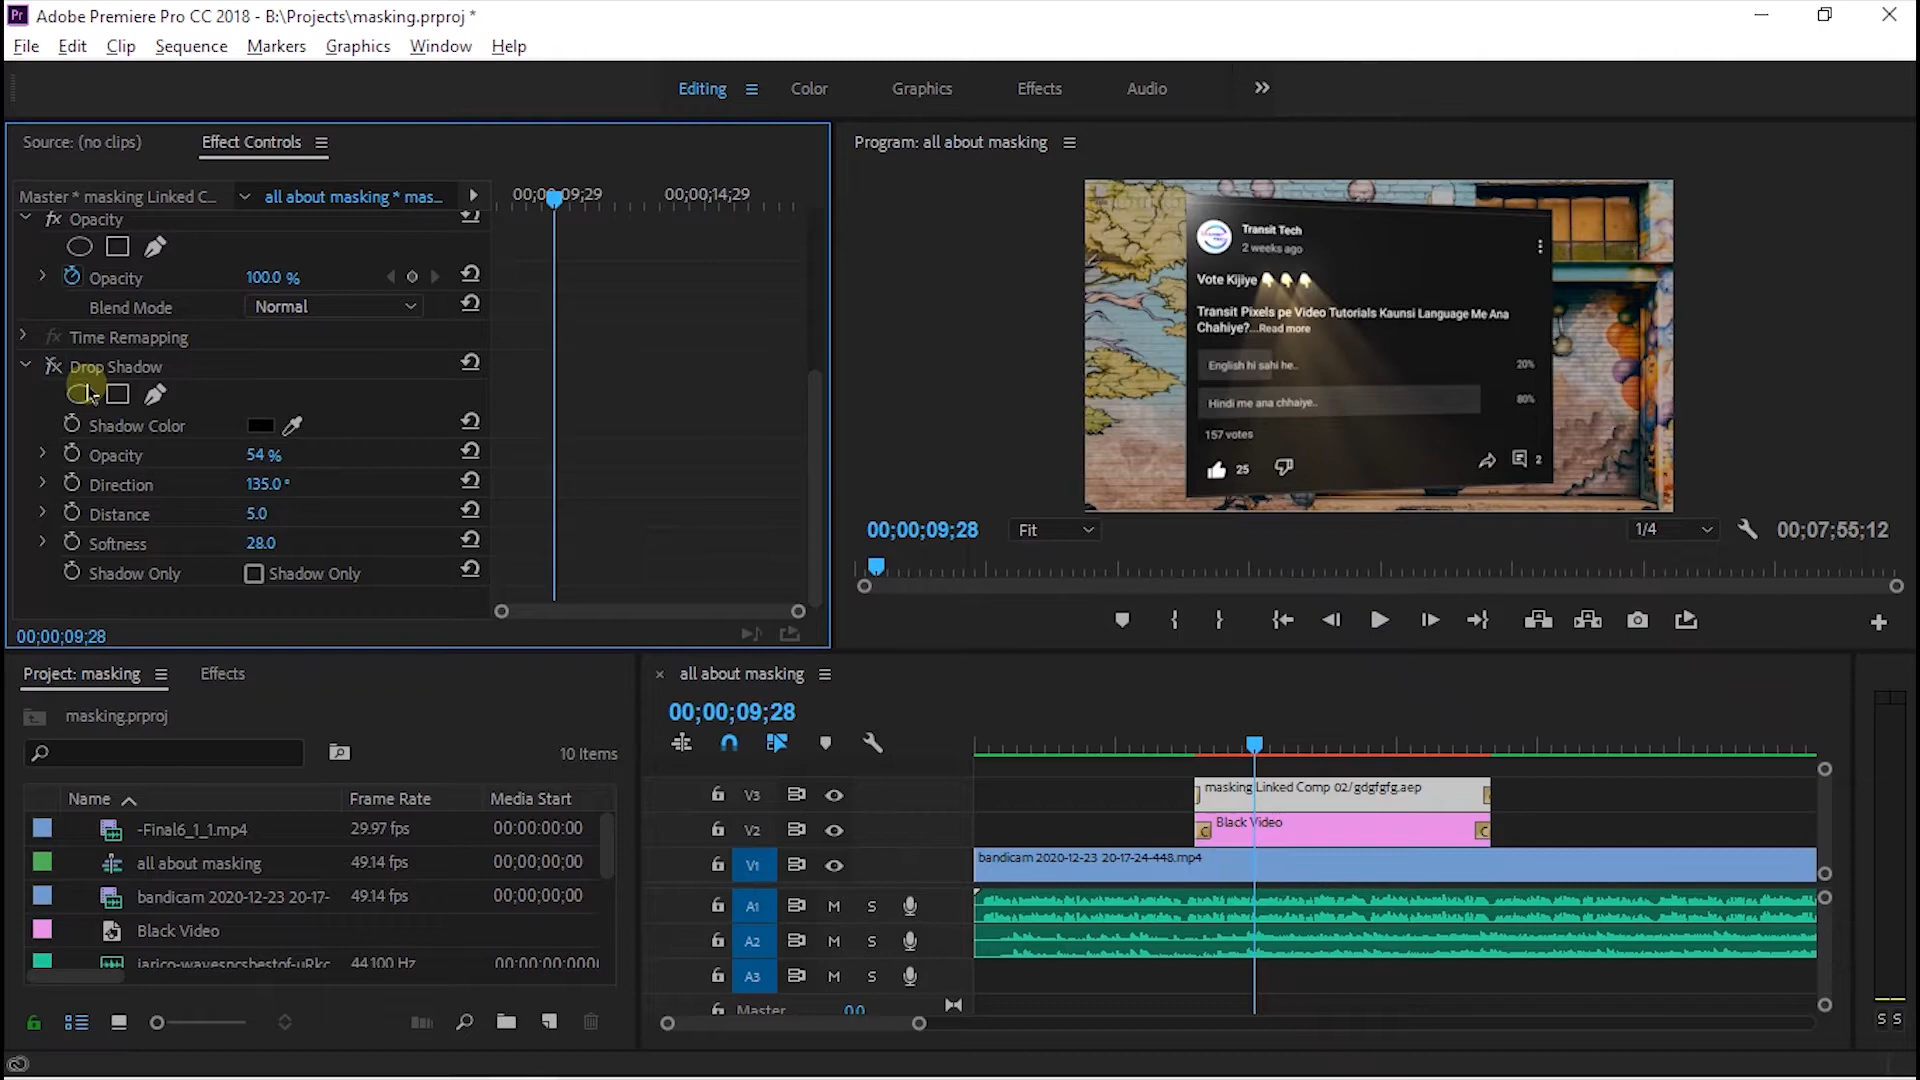 Pr Adobe Premiere Pro CC 2018 - B:\Projects\masking.prproj *
File Edit Clip Sequence Markers Graphics Window Help
Editing Color Graphics Effects Audio
Source: (no clips) Effect Controls
Program: all about masking
Master * masking Linked C... all about masking * mas...
00;00;09;29 00;00;14;29
fx Opacity
Opacity 100.0 %
Blend Mode Normal
fx Time Remapping
fx Drop Shadow
Shadow Color
Opacity 54 %
Direction 135.0 °
Distance 5.0
Softness 28.0
Shadow Only Shadow Only
00;00;09;28
Transit Tech
2 weeks ago
Vote Kijiye
Transit Pixels pe Video Tutorials Kaunsi Language Me Ana
Chahiye?...Read more
English hi sahi he.. 20%
Hindi me ana chhaiye.. 80%
157 votes
25 2
00;00;09;28 Fit 1/4 00;07;55;12
Project: masking Effects
masking.prproj
10 Items
Name Frame Rate Media Start
-Final6_1_1.mp4 29.97 fps 00:00:00:00
all about masking 49.14 fps 00;00;00;00
bandicam 2020-12-23 20-17- 49.14 fps 00;00;00;00
Black Video
44100 Hz
× all about masking
00;00;09;28
V3 masking Linked Comp 02/gdgfgfg.aep
V2 Black Video
V1 bandicam 2020-12-23 20-17-24-448.mp4
A1 M S
A2 M S
A3 M S
Master 0.0
S S